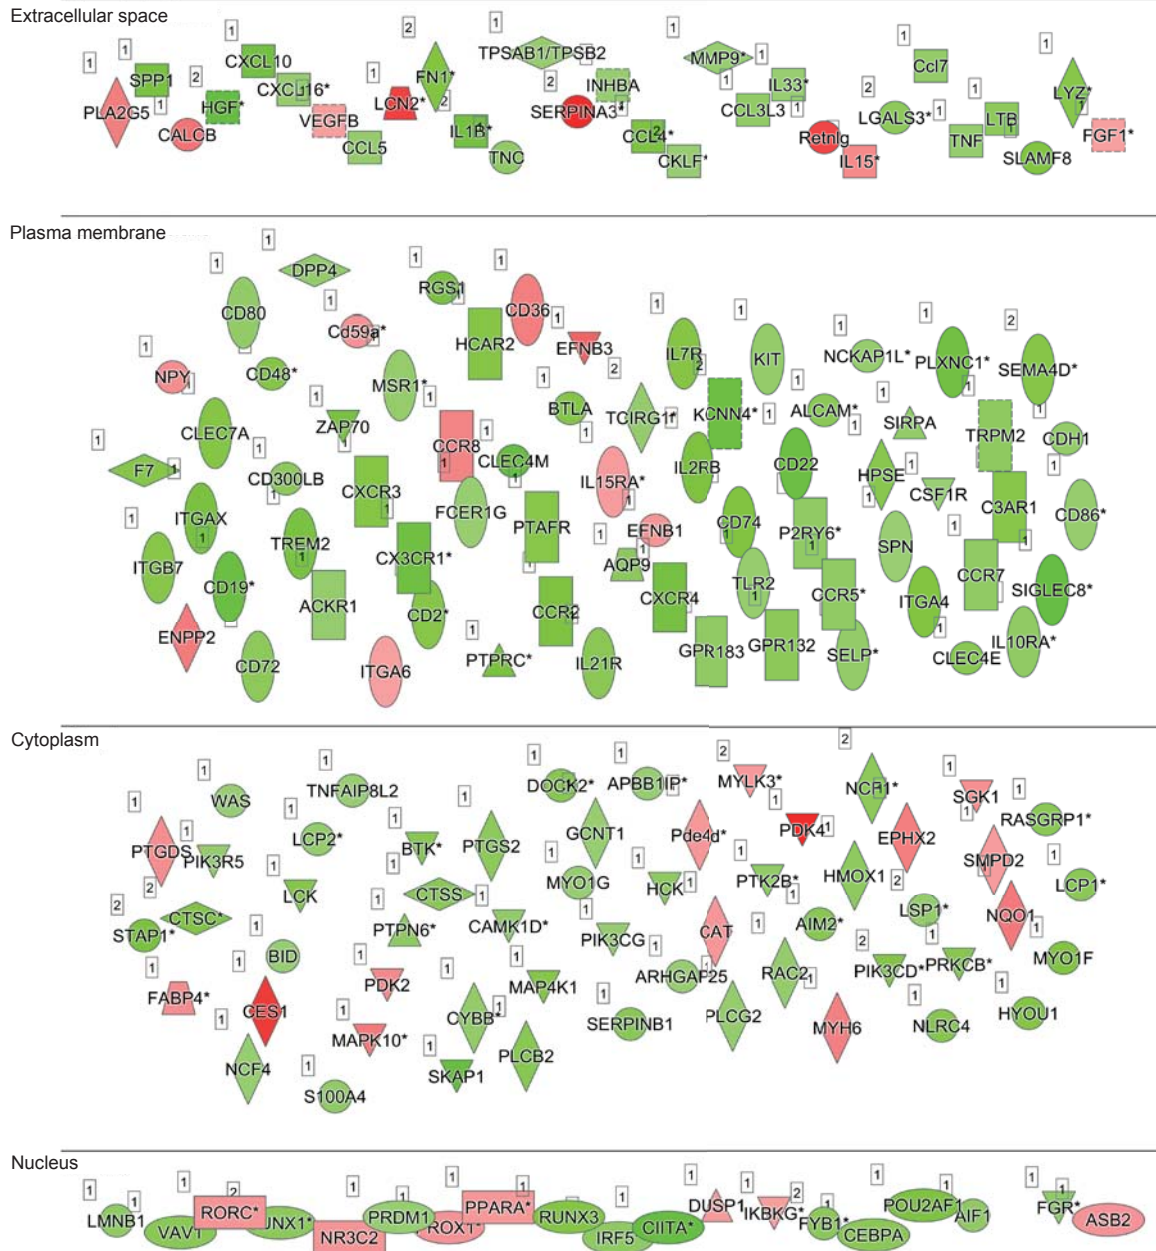 Extracellular space
SPP1
CXCL10
FN1*
TPSAB1/TPSB2
MMP9*
Ccl7
PLA2G5
HGF*
CXCL16*
LCN2*
INHBA
IL33*
LYZ*
CALCB
VEGFB
IL1B*
SERPINA3*
CCL4*
CCL3L3
LGALS3*
LTB
CCL5
TNC
CKLF*
Retnlg
IL15*
TNF
SLAMF8
FGF1*
Plasma membrane
DPP4
RGS1
CD36
CD80
Cd59a*
HCAR2
EFNB3
IL7R
KIT
NCKAP1L*
PLXNC1*
SEMA4D*
NPY
CD48*
MSR1*
BTLA
TCIRG1*
KCNN4*
ALCAM*
SIRPA
TRPM2
CDH1
CLEC7A
ZAP70
CCR8
CLEC4M
IL2RB
CD22
HPSE
F7
CD300LB
CXCR3
FCER1G
IL15RA*
CSF1R
C3AR1
CD86*
ITGAX
TREM2
PTAFR
EFNB1
CD74
P2RY6*
SPN
ITGB7
CD19*
CX3CR1*
AQP9
TLR2
CCR5*
CCR7
SIGLEC8*
ACKR1
CD2*
CCR2
CXCR4
ITGA4
ENPP2
CD72
ITGA6
PTPRC*
IL21R
GPR183
GPR132
SELP*
CLEC4E
IL10RA*
Cytoplasm
WAS
TNFAIP8L2
DOCK2*
APBB1IP*
MYLK3*
NCF1*
SGK1
PTGDS
PIK3R5
LCP2*
BTK*
PTGS2
GCNT1
Pde4d*
PDK4
EPHX2
RASGRP1*
SMPD2
CTSC*
LCK
CTSS
MYO1G
HCK
PTK2B*
HMOX1
LSP1*
LCP1*
STAP1*
PTPN6*
CAMK1D*
PIK3CG
CAT
AIM2*
NQO1
BID
PDK2
MAP4K1
ARHGAP25
RAC2
PIK3CD*
PRKCB*
MYO1F
FABP4*
CES1
MAPK10*
CYBB*
SERPINB1
PLCG2
MYH6
NLRC4
HYOU1
NCF4
S100A4
SKAP1
PLCB2
Nucleus
LMNB1
VAV1
RORC*
UNX1*
NR3C2
PRDM1
ROX1*
PPARA*
RUNX3
IRF5
CIITA*
DUSP1
IKBKG*
FYB1*
CEBPA
POU2AF1
AIF1
FGR*
ASB2